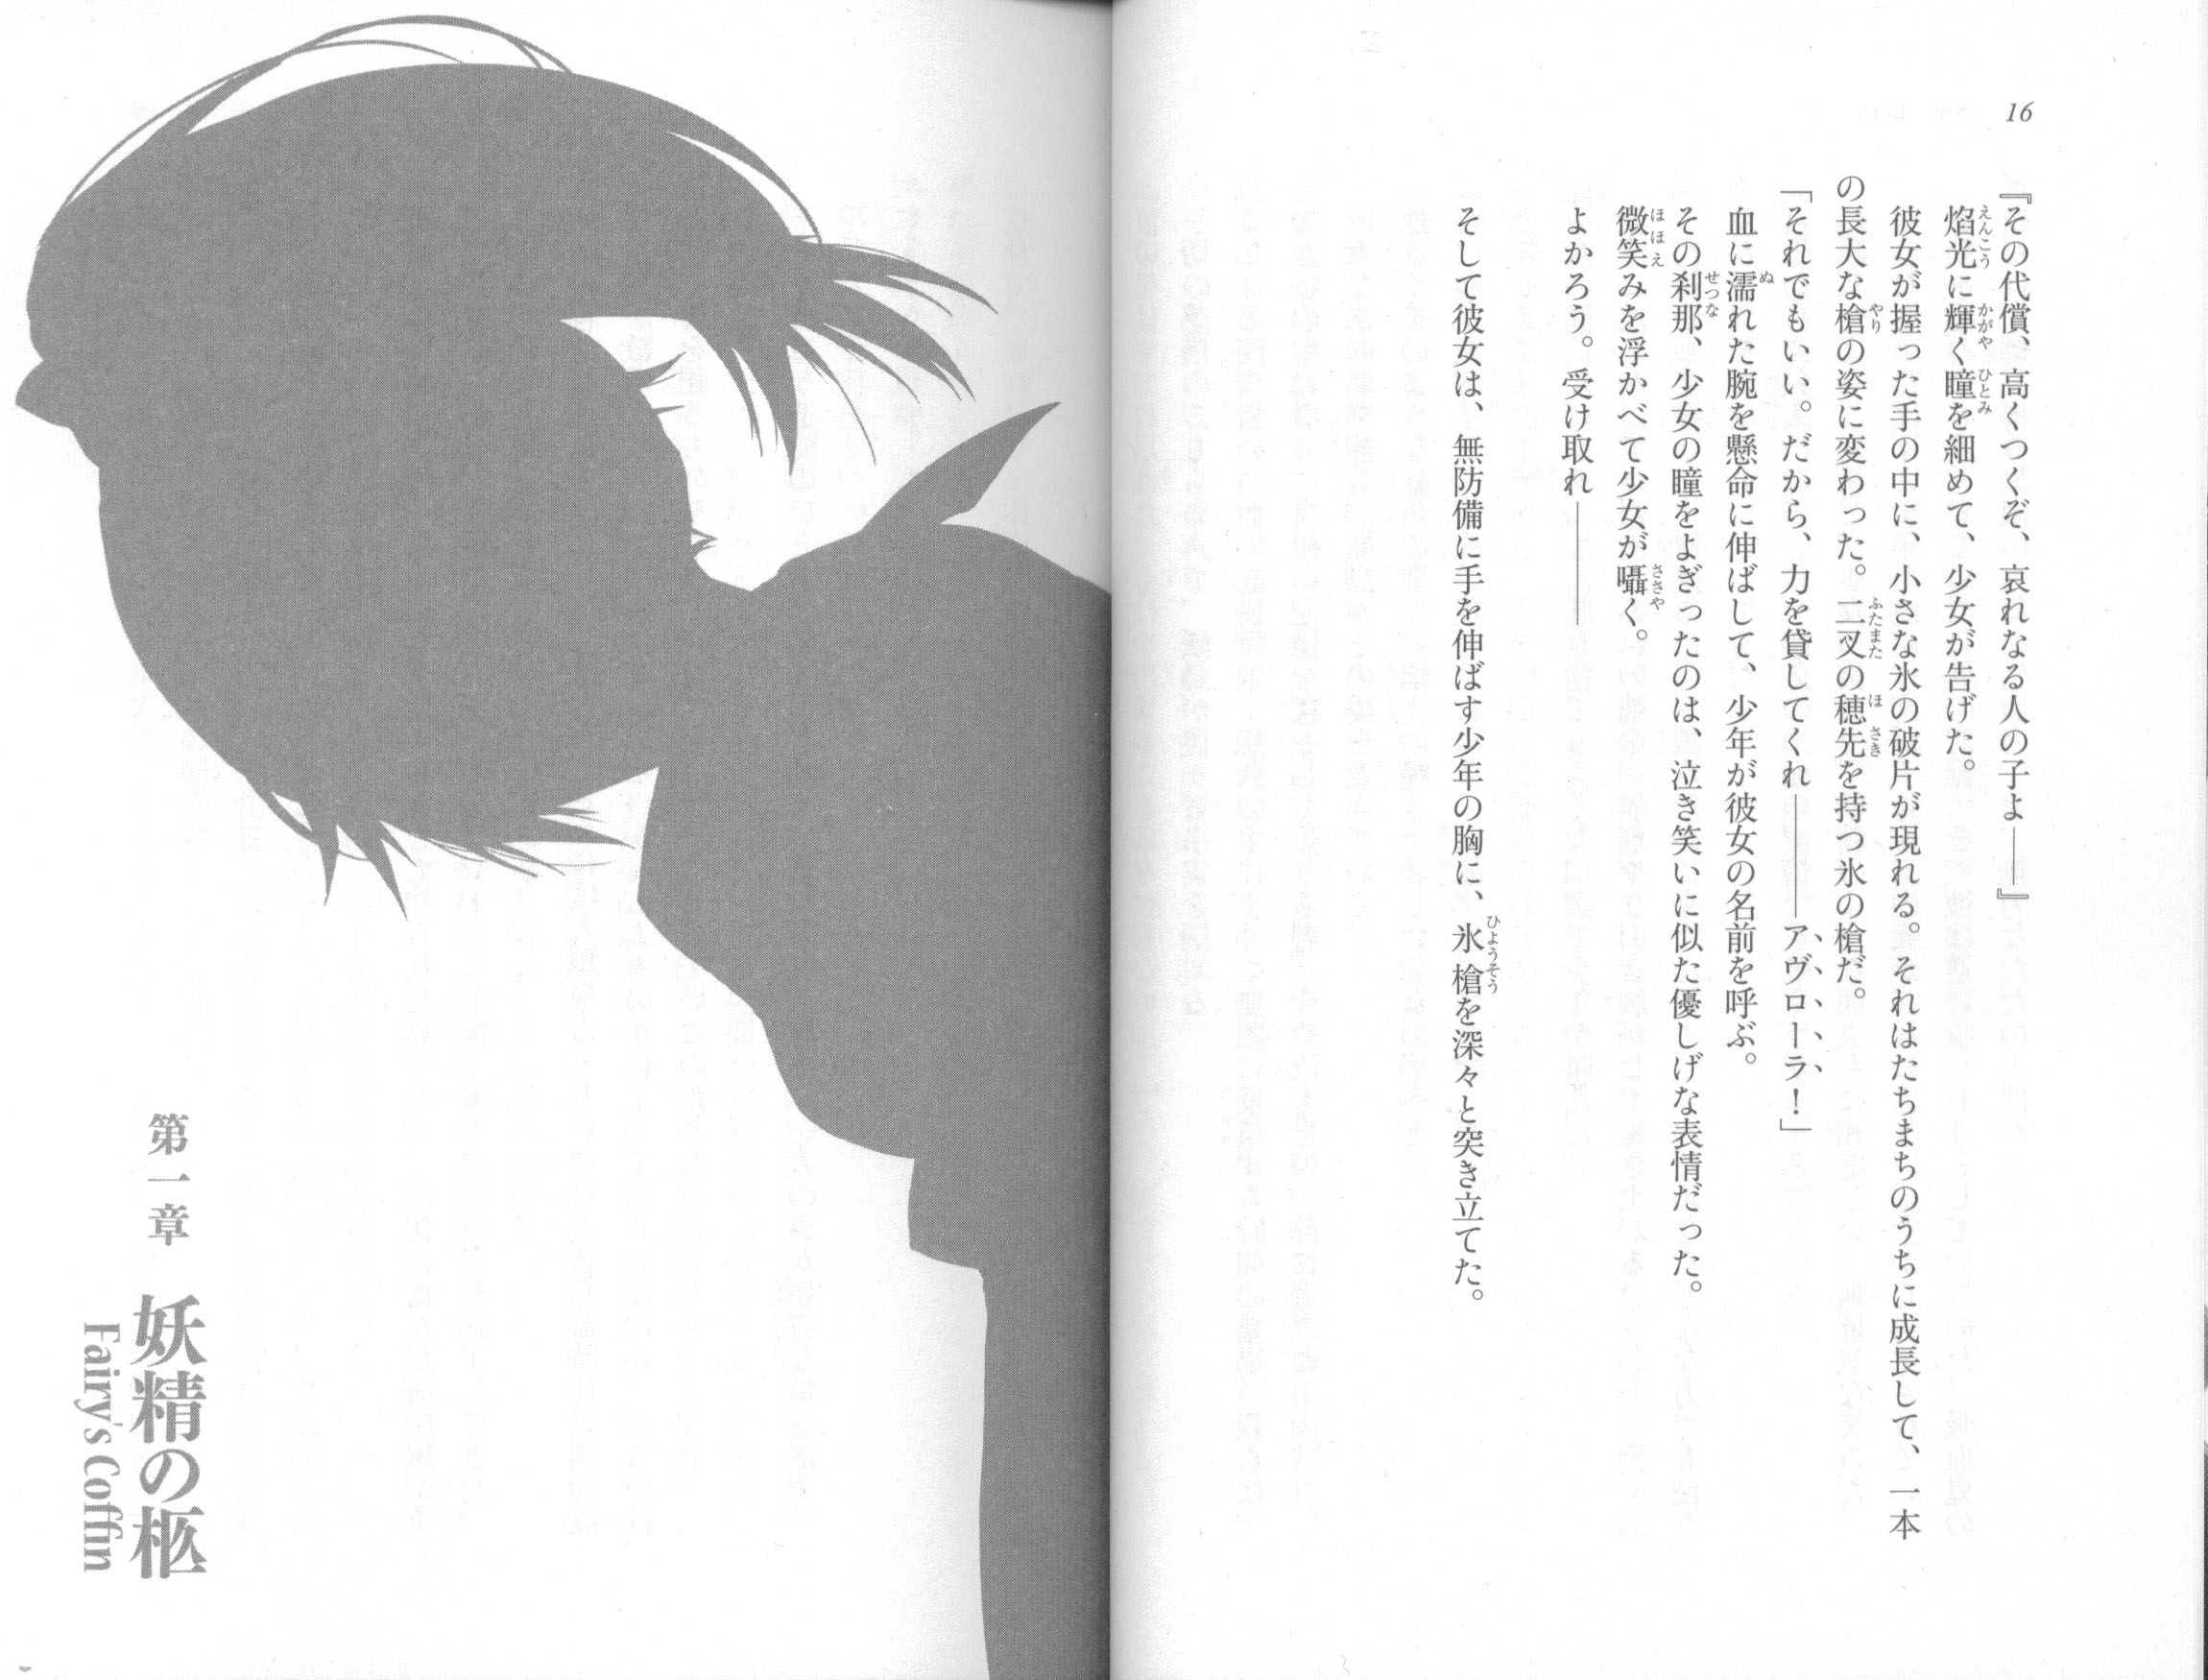 16
『その代償、高くつくぞ、哀れなる人の子よ——』
焰光に輝く瞳を細めて、少女が告げた。
彼女が握った手の中に、小さな氷の破片が現れる。それはたちまちのうちに成長して、一本
の長大な槍の姿に変わった。二叉の穂先を持つ氷の槍だ。
「それでもいい。だから、力を貸してくれ————アヴローラ！」
血に濡れた腕を懸命に伸ばして、少年が彼女の名前を呼ぶ。
その刹那、少女の瞳をよぎったのは、泣き笑いに似た優しげな表情だった。
微笑みを浮かべて少女が囁く。
よかろう。受け取れ————
そして彼女は、無防備に手を伸ばす少年の胸に、氷槍を深々と突き立てた。
第一章 妖精の柩
Fairy's Coffin